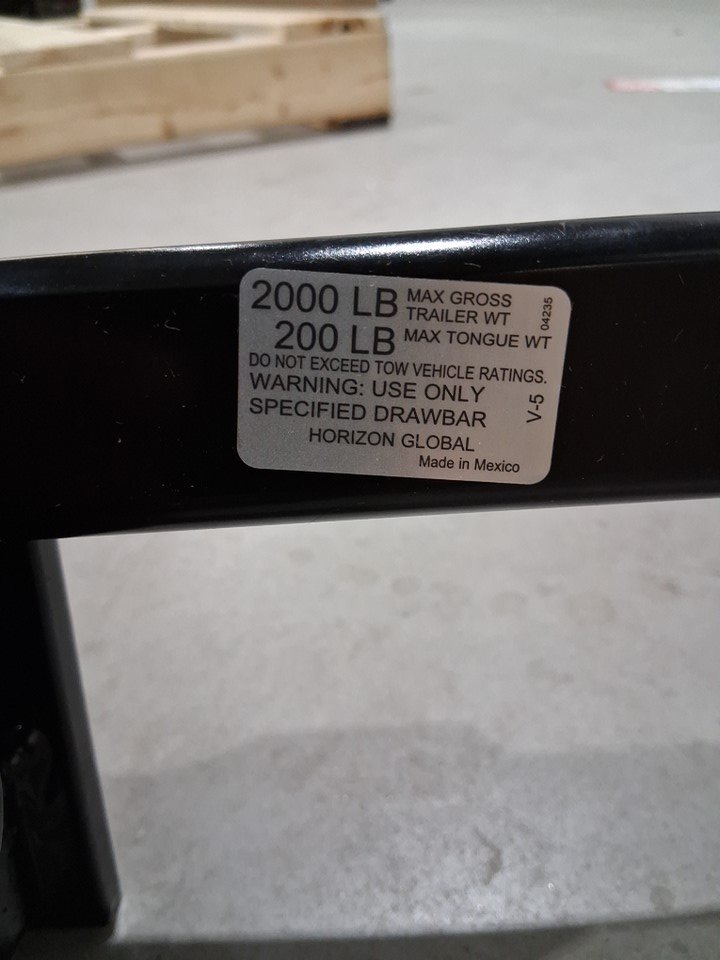 2000 LB MAX GROSS
TRAILER WT
200 LB MAX TONGUE WT
DO NOT EXCEED TOW VEHICLE RATINGS.
WARNING: USE ONLY
SPECIFIED DRAWBAR
HORIZON GLOBAL
Made in Mexico
04235
V-5